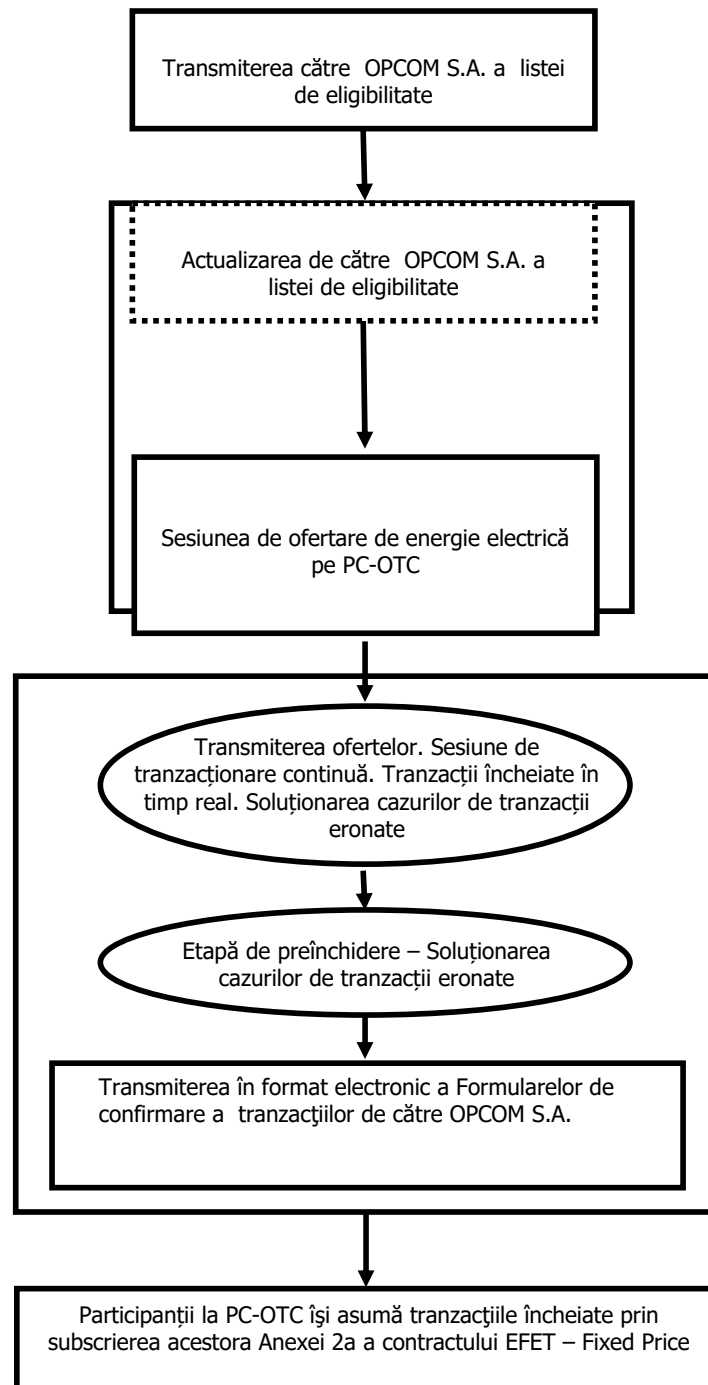 Transmiterea către OPCOM S.A. a listei
de eligibilitate
Actualizarea de către OPCOM S.A. a
listei de eligibilitate
Sesiunea de ofertare de energie electrică
pe PC-OTC
Transmiterea ofertelor. Sesiune de
tranzacționare continuă. Tranzacții încheiate în
timp real. Soluționarea cazurilor de tranzacții
eronate
Etapă de preînchidere – Soluționarea
cazurilor de tranzacții eronate
Transmiterea în format electronic a Formularelor de
confirmare a tranzacţiilor de către OPCOM S.A.
Participanții la PC-OTC îşi asumă tranzacţiile încheiate prin
subscrierea acestora Anexei 2a a contractului EFET – Fixed Price